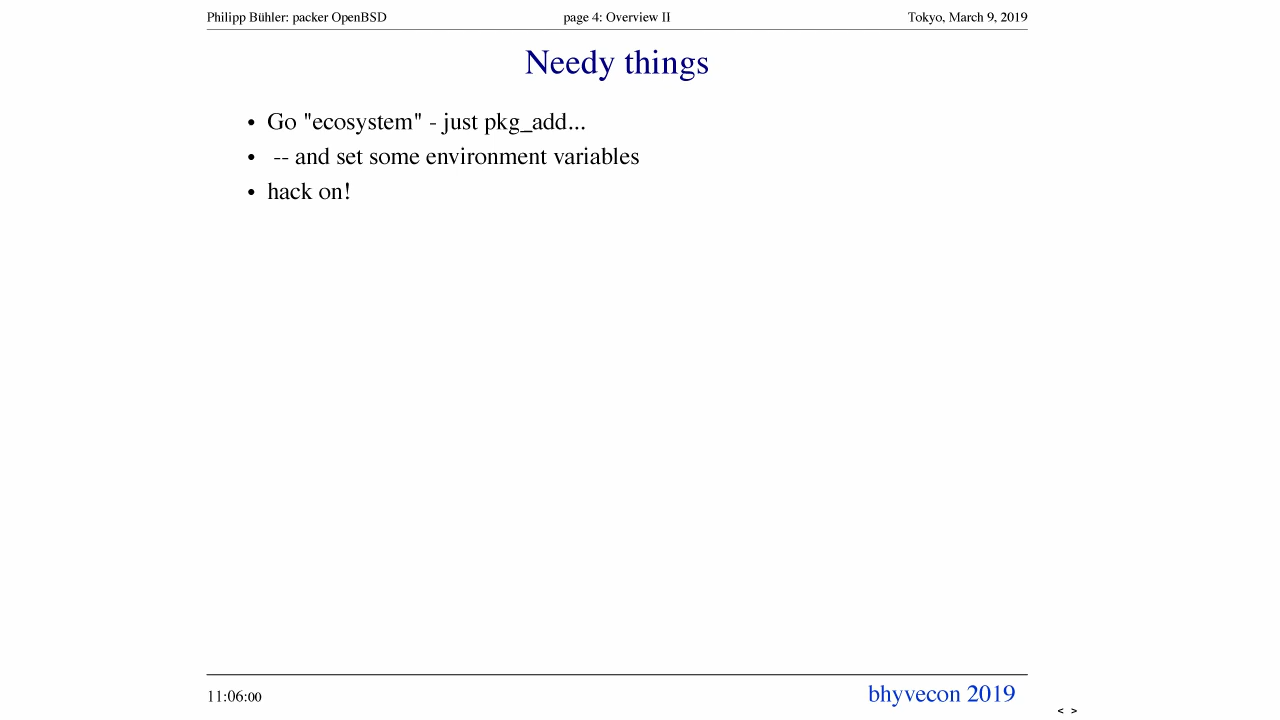 Philipp Bühler: packer OpenBSD page 4: Overview II Tokyo, March 9, 2019
Needy things
• Go "ecosystem" - just pkg_add...
• -- and set some environment variables
• hack on!
11:06:00 bhyvecon 2019
< >